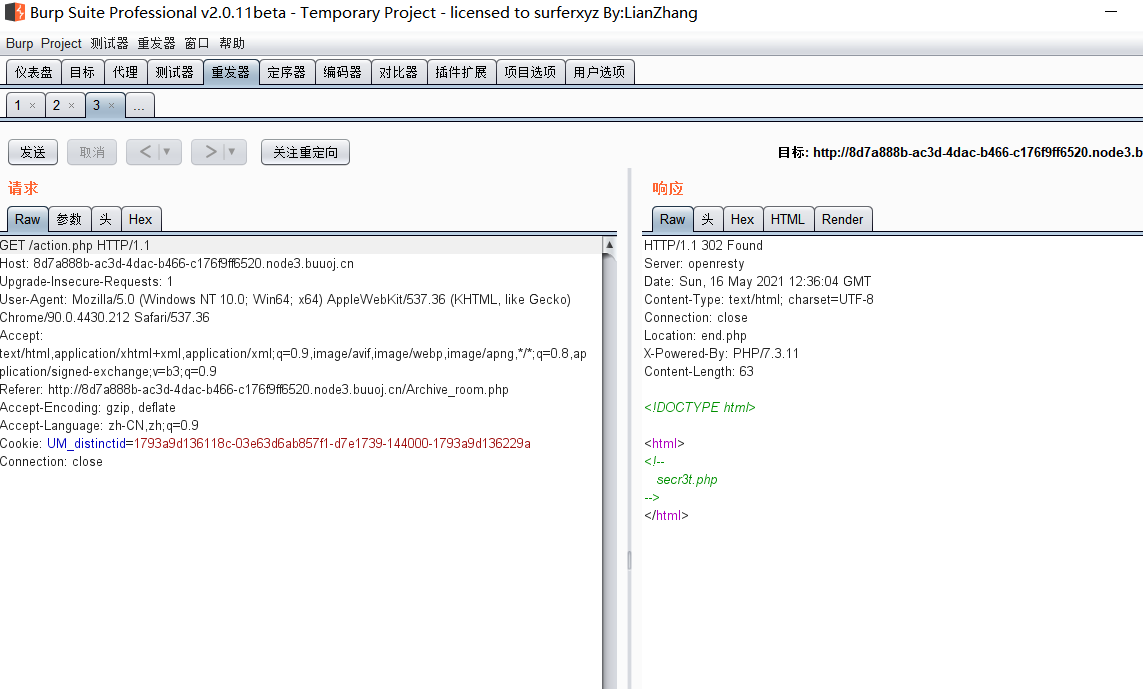 Burp Suite Professional v2.0.11beta - Temporary Project - licensed to surferxyz By:LianZhang
Burp Project 测试器 重发器 窗口 帮助
仪表盘 目标 代理 测试器 重发器 定序器 编码器 对比器 插件扩展 项目选项 用户选项
1 × 2 × 3 × ...
发送 取消 < | ▼ > | ▼ 关注重定向
目标: http://8d7a888b-ac3d-4dac-b466-c176f9ff6520.node3.b
请求
Raw 参数 头 Hex
GET /action.php HTTP/1.1
Host: 8d7a888b-ac3d-4dac-b466-c176f9ff6520.node3.buuoj.cn
Upgrade-Insecure-Requests: 1
User-Agent: Mozilla/5.0 (Windows NT 10.0; Win64; x64) AppleWebKit/537.36 (KHTML, like Gecko)
Chrome/90.0.4430.212 Safari/537.36
Accept:
text/html,application/xhtml+xml,application/xml;q=0.9,image/avif,image/webp,image/apng,*/*;q=0.8,ap
plication/signed-exchange;v=b3;q=0.9
Referer: http://8d7a888b-ac3d-4dac-b466-c176f9ff6520.node3.buuoj.cn/Archive_room.php
Accept-Encoding: gzip, deflate
Accept-Language: zh-CN,zh;q=0.9
Cookie: UM_distinctid=1793a9d136118c-03e63d6ab857f1-d7e1739-144000-1793a9d136229a
Connection: close
响应
Raw 头 Hex HTML Render
HTTP/1.1 302 Found
Server: openresty
Date: Sun, 16 May 2021 12:36:04 GMT
Content-Type: text/html; charset=UTF-8
Connection: close
Location: end.php
X-Powered-By: PHP/7.3.11
Content-Length: 63
<!DOCTYPE html>
<html>
<!--
secr3t.php
-->
</html>